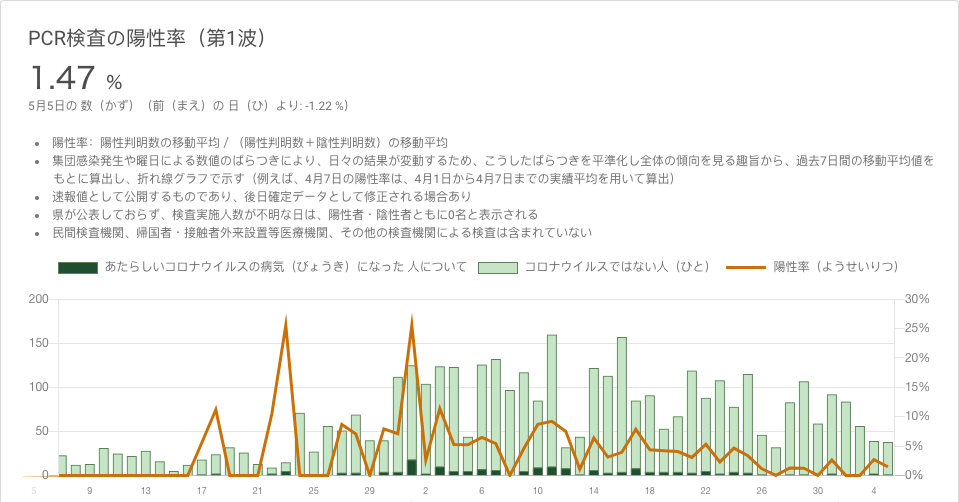 PCR検査の陽性率（第1波）
1.47 %
5月5日の 数（かず）（前（まえ）の 日（ひ）より: -1.22 %）
• 陽性率：陽性判明数の移動平均 / （陽性判明数＋陰性判明数）の移動平均
• 集団感染発生や曜日による数値のばらつきにより、日々の結果が変動するため、こうしたばらつきを平準化し全体の傾向を見る趣旨から、過去7日間の移動平均値を
もとに算出し、折れ線グラフで示す（例えば、4月7日の陽性率は、4月1日から4月7日までの実績平均を用いて算出）
• 速報値として公開するものであり、後日確定データとして修正される場合あり
• 県が公表しておらず、検査実施人数が不明な日は、陽性者・陰性者ともに0名と表示される
• 民間検査機関、帰国者・接触者外来設置等医療機関、その他の検査機関による検査は含まれていない
あたらしいコロナウイルスの病気（びょうき）になった 人について コロナウイルスではない人（ひと） 陽性率（ようせいりつ）
200 30%
25%
150
20%
100 15%
10%
50
5%
0 0%
5 9 13 17 21 25 29 2 6 10 14 18 22 26 30 4